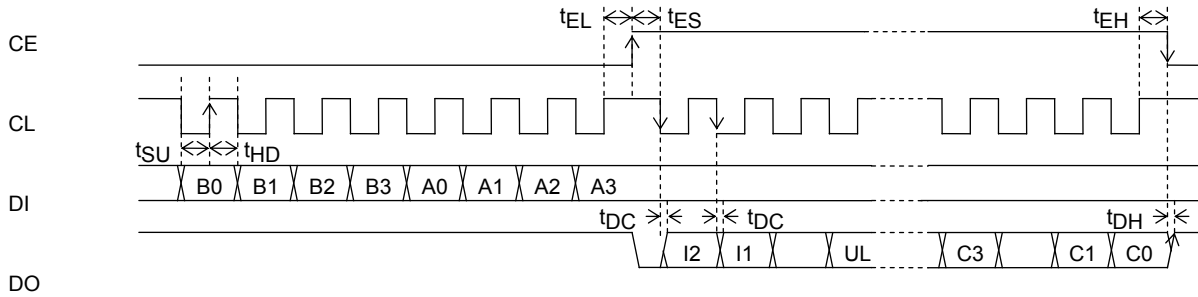 tEL tES tEH
CE
CL
tSU tHD
B0 B1 B2 B3 A0 A1 A2 A3
DI
tDC tDC tDH
I2 I1 UL C3 C1 C0
DO